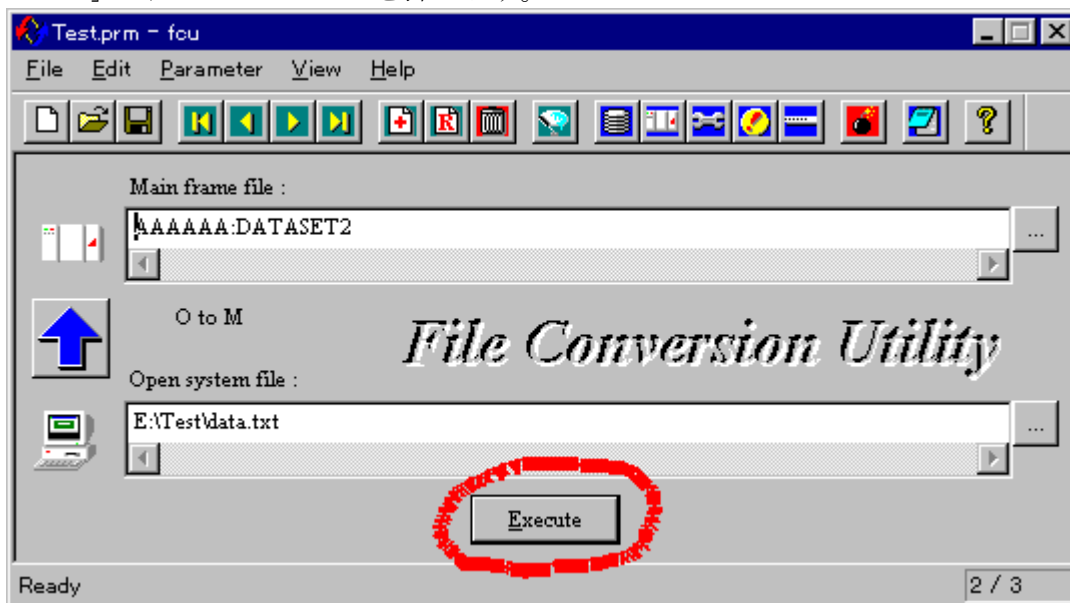 Test.prm - fcu
File Edit Parameter View Help
Main frame file :
AAAAAA:DATASET2
...
O to M
File Conversion Utility
Open system file :
E:\Test\data.txt
...
Execute
Ready 2 / 3